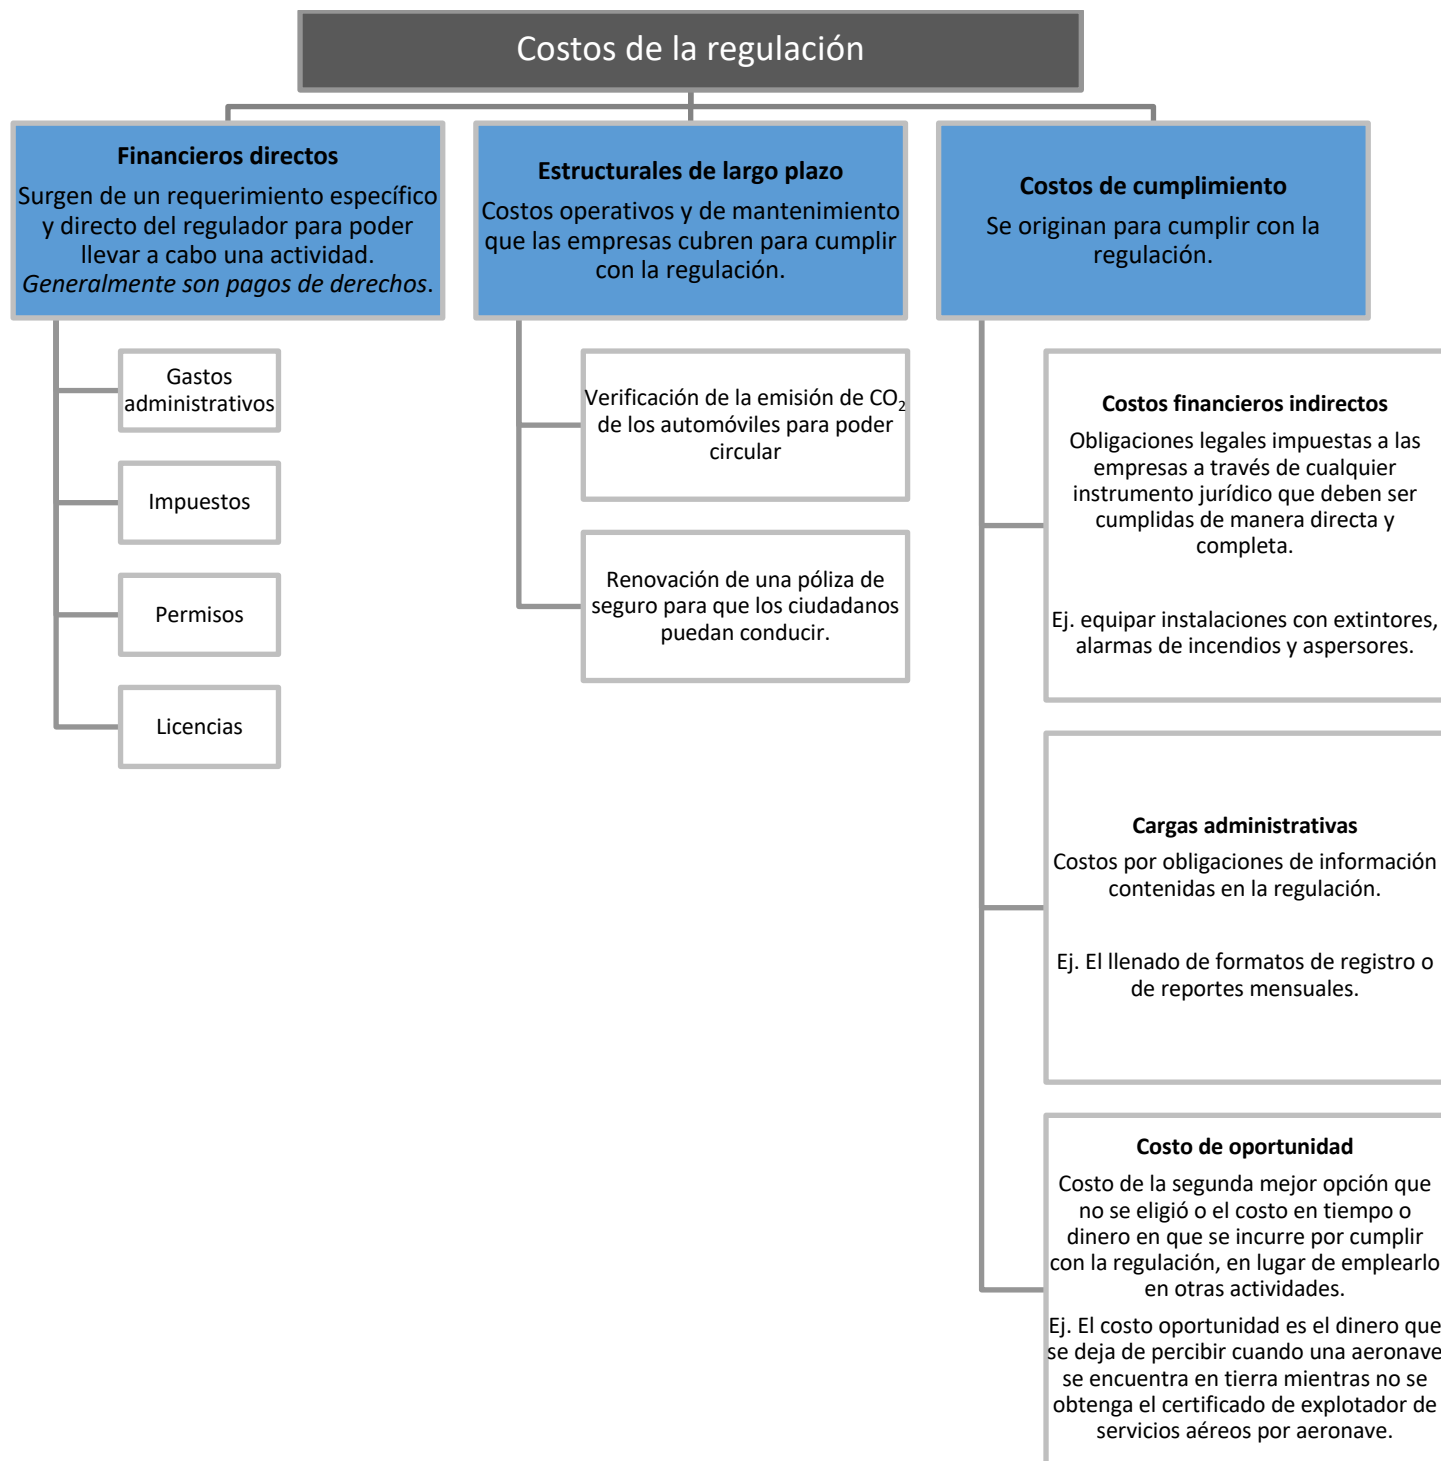 Costos de la regulación
Financieros directos
Surgen de un requerimiento específico
y directo del regulador para poder
llevar a cabo una actividad.
Generalmente son pagos de derechos.
Gastos
administrativos
Impuestos
Permisos
Licencias
Estructurales de largo plazo
Costos operativos y de mantenimiento
que las empresas cubren para cumplir
con la regulación.
Verificación de la emisión de CO₂
de los automóviles para poder
circular
Renovación de una póliza de
seguro para que los ciudadanos
puedan conducir.
Costos de cumplimiento
Se originan para cumplir con la
regulación.
Costos financieros indirectos
Obligaciones legales impuestas a las
empresas a través de cualquier
instrumento jurídico que deben ser
cumplidas de manera directa y
completa.
Ej. equipar instalaciones con extintores,
alarmas de incendios y aspersores.
Cargas administrativas
Costos por obligaciones de información
contenidas en la regulación.
Ej. El llenado de formatos de registro o
de reportes mensuales.
Costo de oportunidad
Costo de la segunda mejor opción que
no se eligió o el costo en tiempo o
dinero en que se incurre por cumplir
con la regulación, en lugar de emplearlo
en otras actividades.
Ej. El costo oportunidad es el dinero que
se deja de percibir cuando una aeronave
se encuentra en tierra mientras no se
obtenga el certificado de explotador de
servicios aéreos por aeronave.